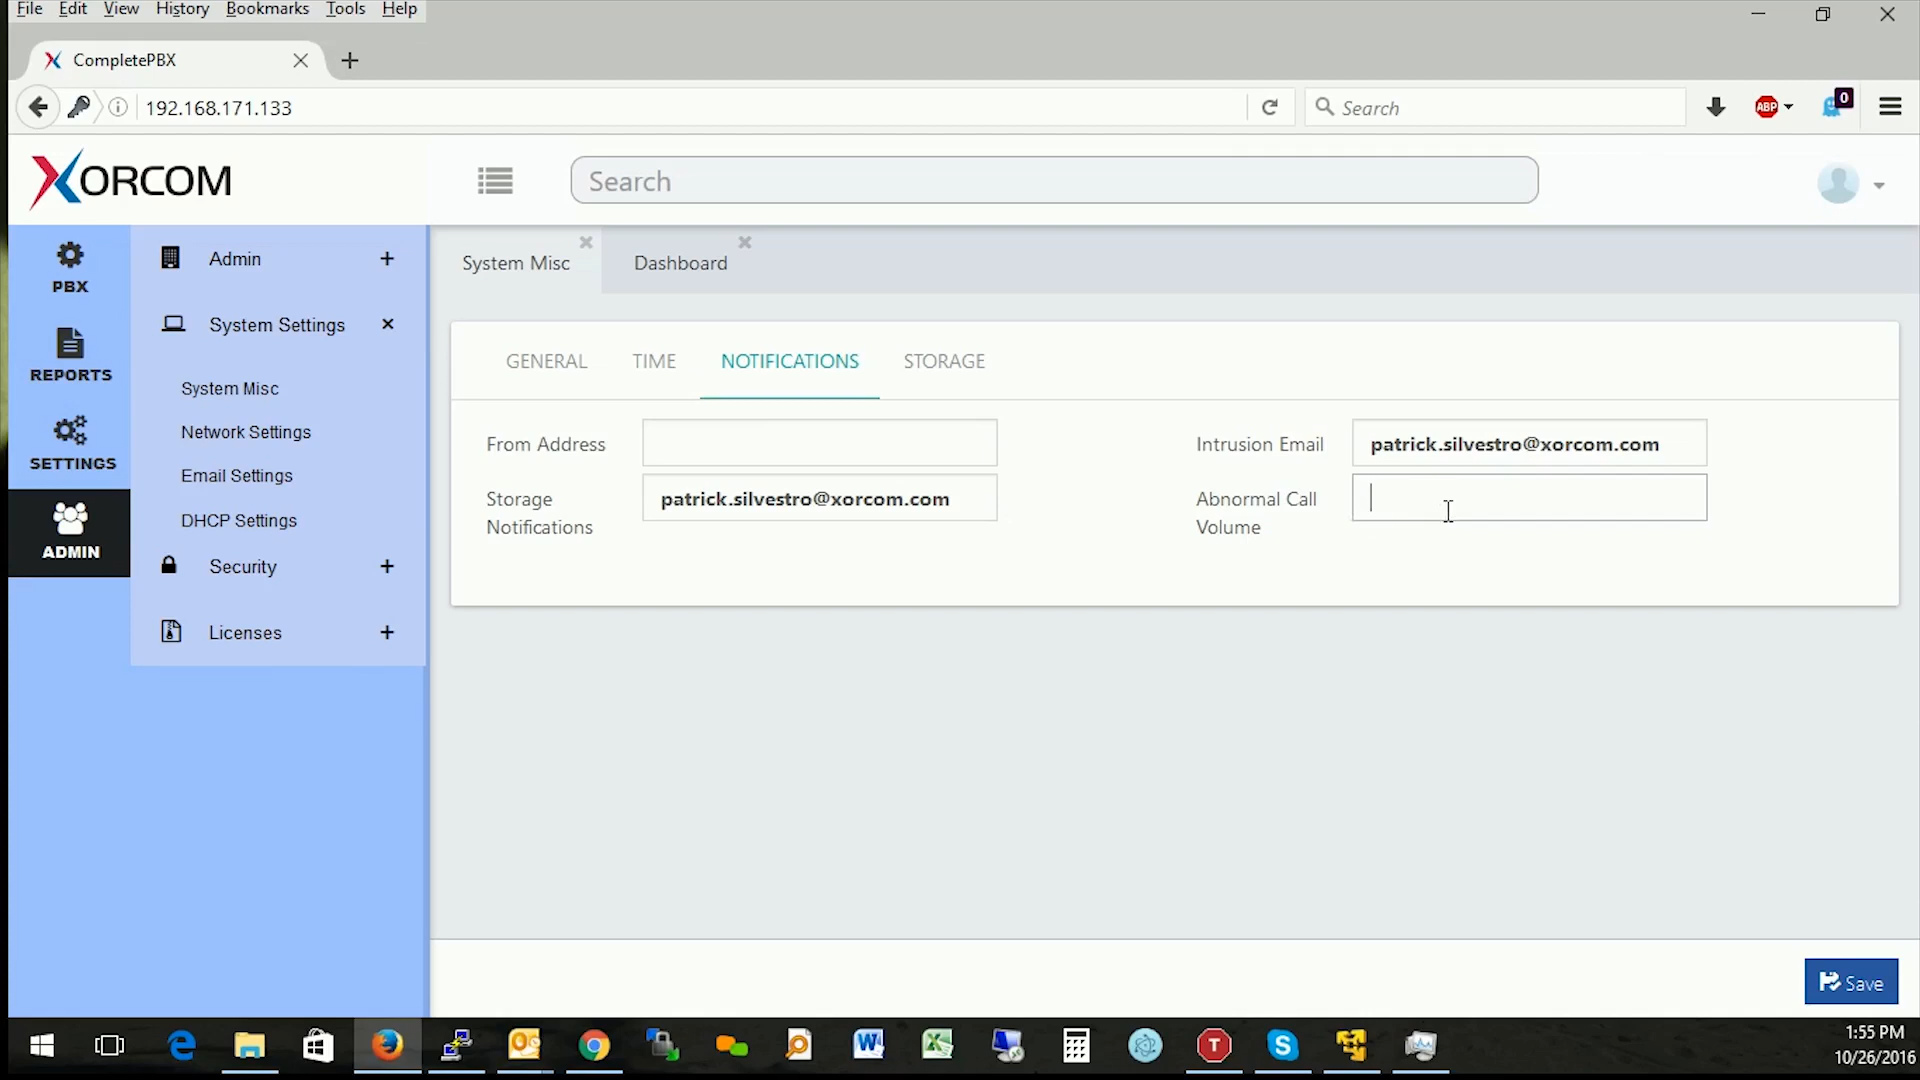 File Edit View History Bookmarks Tools Help
CompletePBX
192.168.171.133
Search
ABP
0
XORCOM
Search
PBX
REPORTS
SETTINGS
ADMIN
Admin
System Settings
System Misc
Network Settings
Email Settings
DHCP Settings
Security
Licenses
System Misc
Dashboard
GENERAL TIME NOTIFICATIONS STORAGE
From Address
Intrusion Email patrick.silvestro@xorcom.com
Storage
Notifications
patrick.silvestro@xorcom.com
Abnormal Call
Volume
Save
1:55 PM
10/26/2016